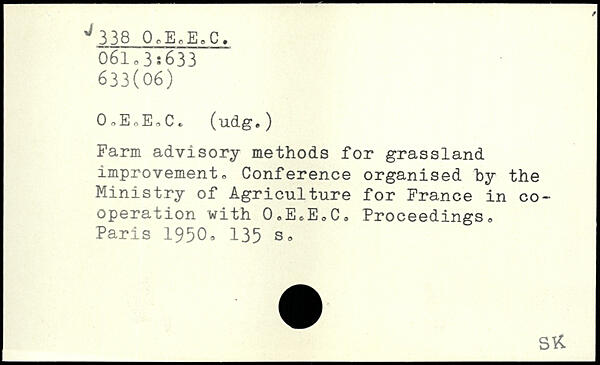 338 O.E.E.C.
061.3:633
633(06)
O.E.E.C. (udg.)
Farm advisory methods for grassland
improvement. Conference organised by the
Ministry of Agriculture for France in co-
operation with O.E.E.C. Proceedings.
Paris 1950. 135 s.
SK